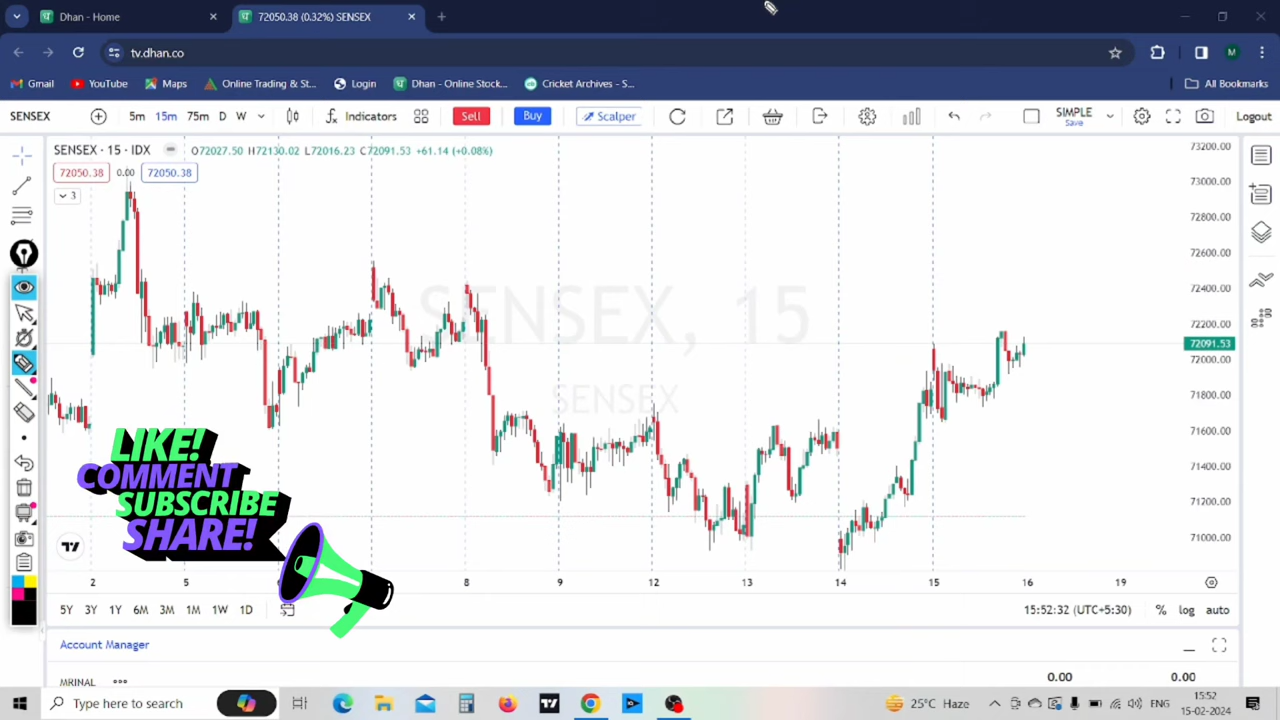 Dhan - Home
72050.38 (0.32%) SENSEX
tv.dhan.co
M
Gmail
YouTube
Maps
Online Trading & St...
Login
Dhan - Online Stock...
Cricket Archives - S...
All Bookmarks
SENSEX
5m
15m
75m
D
W
Indicators
Sell
Buy
Scalper
SIMPLE
Save
Logout
SENSEX · 15 · IDX
O72027.50 H72130.02 L72016.23 C72091.53 +61.14 (+0.08%)
72050.38
0.00
72050.38
3
SENSEX, 15
SENSEX
73200.00
73000.00
72800.00
72600.00
72400.00
72200.00
72091.53
72000.00
71800.00
71600.00
71400.00
71200.00
71000.00
LIKE!
COMMENT
SUBSCRIBE
SHARE!
2
5
8
9
12
13
14
15
16
19
5Y
3Y
1Y
6M
3M
1M
1W
1D
15:52:32 (UTC+5:30)
%
log
auto
Account Manager
MRINAL
0.00
0.00
Type here to search
25°C Haze
ENG
15:52
15-02-2024